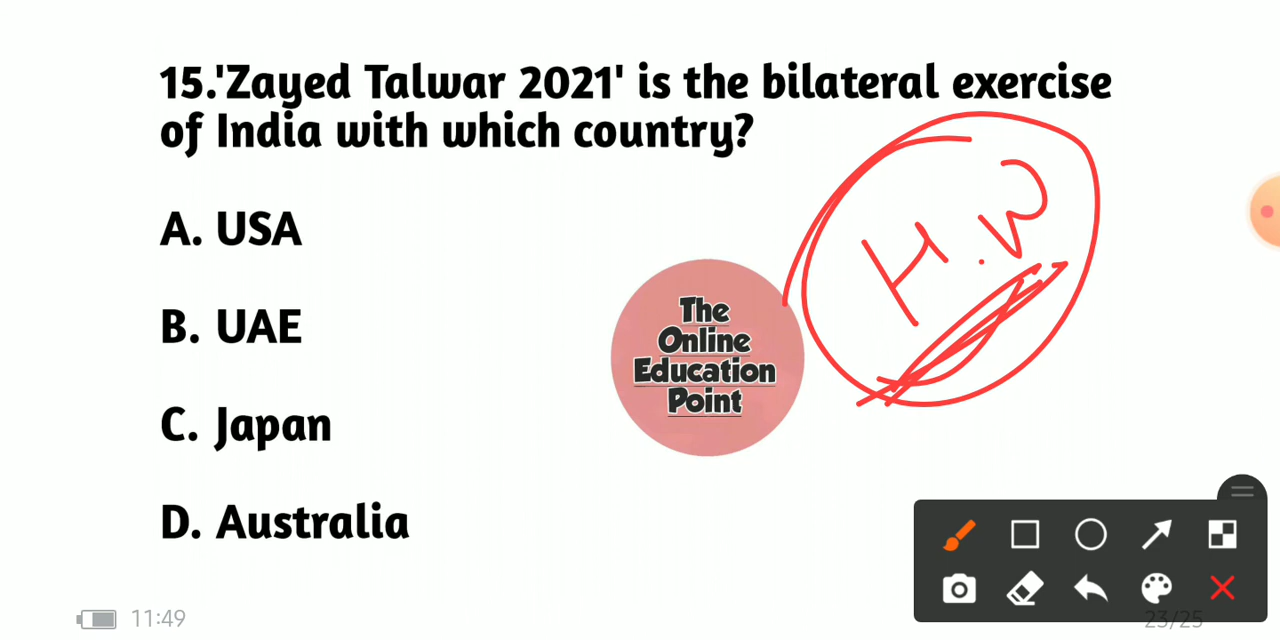 15.'Zayed Talwar 2021' is the bilateral exercise
of India with which country?
H.W
A. USA
B. UAE
C. Japan
D. Australia
The
Online
Education
Point
11:49
23/25